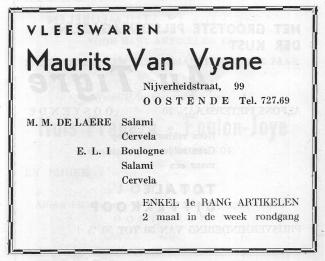 VLEESWAREN
Maurits Van Vyane
Nijverheidstraat, 99
OOSTENDE Tel. 727.69
M. M. DE LAERE Salami
Cervela
E. L. I Boulogne
Salami
Cervela
ENKEL 1e RANG ARTIKELEN
2 maal in de week rondgang